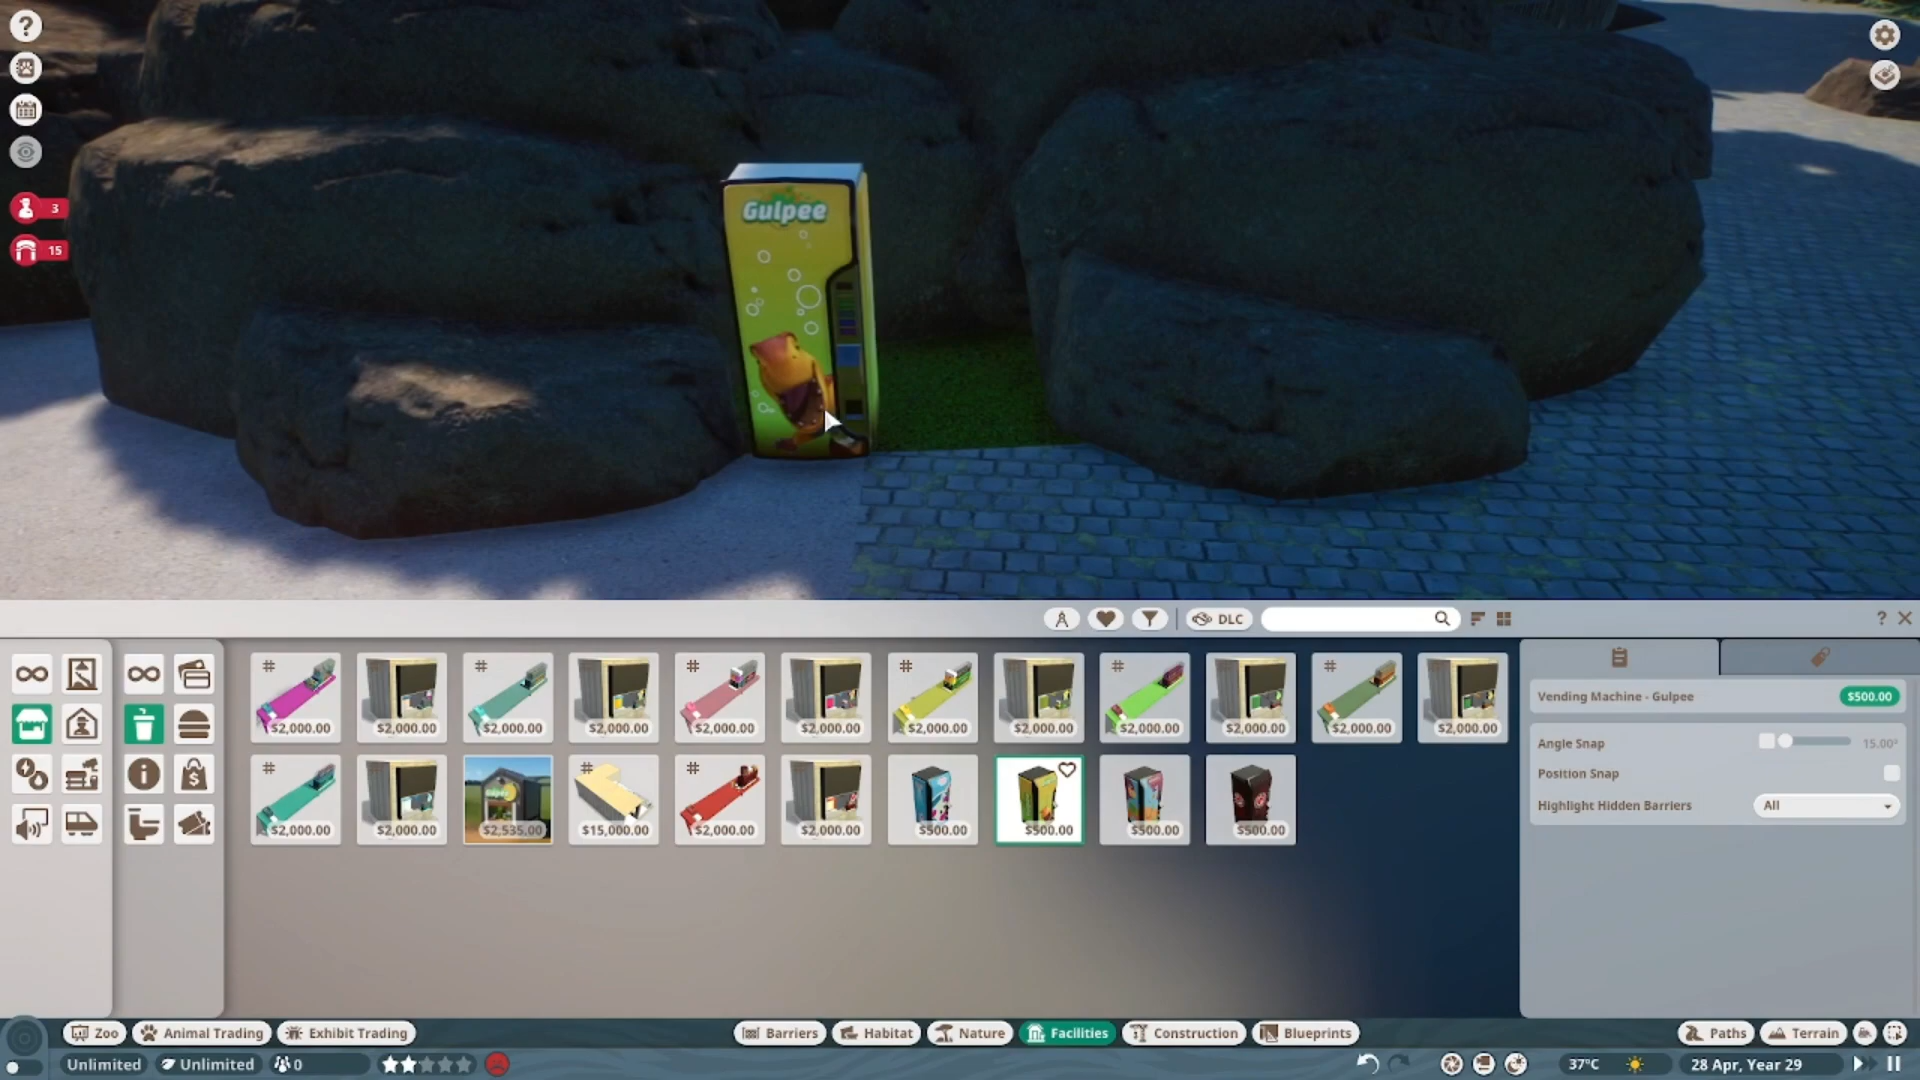 ?
3
15
Gulpee
DLC
?
$2,000.00 $2,000.00 $2,000.00 $2,000.00 $2,000.00 $2,000.00 $2,000.00 $2,000.00 $2,000.00 $2,000.00 $2,000.00 $2,000.00
$2,000.00 $2,000.00 $2,535.00 $15,000.00 $2,000.00 $2,000.00 $500.00 $500.00 $500.00 $500.00
Vending Machine - Gulpee $500.00
Angle Snap 15.00°
Position Snap
Highlight Hidden Barriers All
Zoo Animal Trading Exhibit Trading Barriers Habitat Nature Facilities Construction Blueprints Paths Terrain
Unlimited Unlimited 0 37°C 28 Apr, Year 29